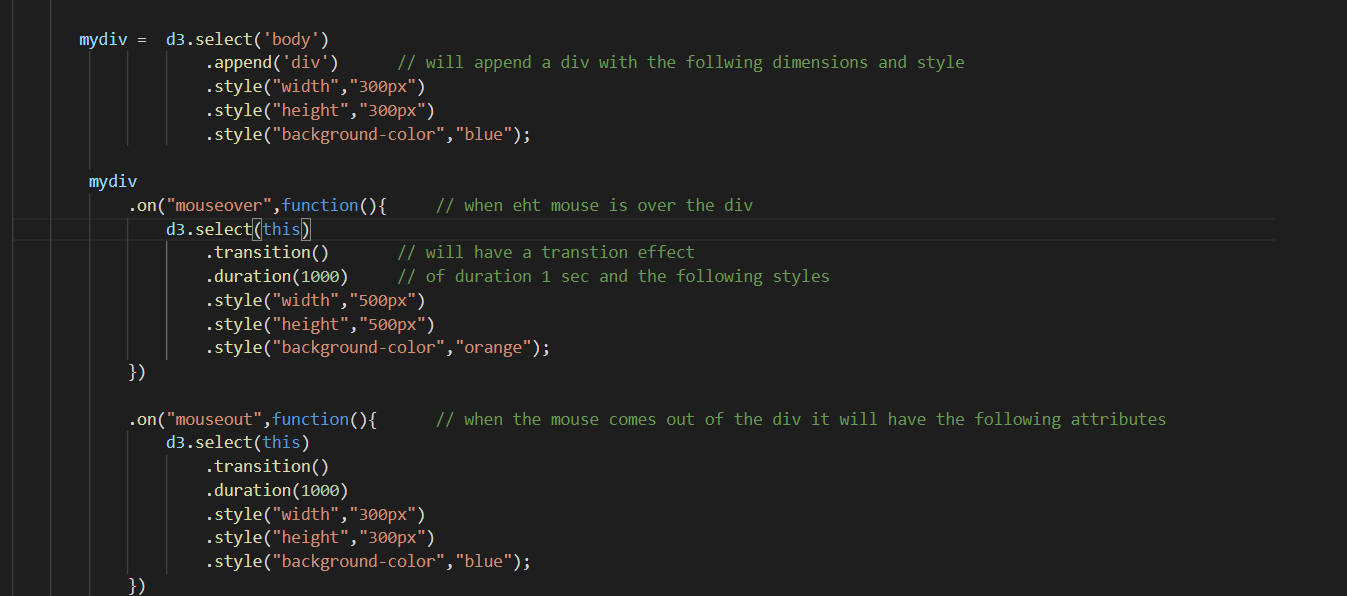 mydiv =  d3.select('body')
.append('div')      // will append a div with the follwing dimensions and style
.style("width","300px")
.style("height","300px")
.style("background-color","blue");
mydiv
.on("mouseover",function(){     // when eht mouse is over the div
d3.select(this)
.transition()       // will have a transtion effect
.duration(1000)     // of duration 1 sec and the following styles
.style("width","500px")
.style("height","500px")
.style("background-color","orange");
})
.on("mouseout",function(){      // when the mouse comes out of the div it will have the following attributes
d3.select(this)
.transition()
.duration(1000)
.style("width","300px")
.style("height","300px")
.style("background-color","blue");
})